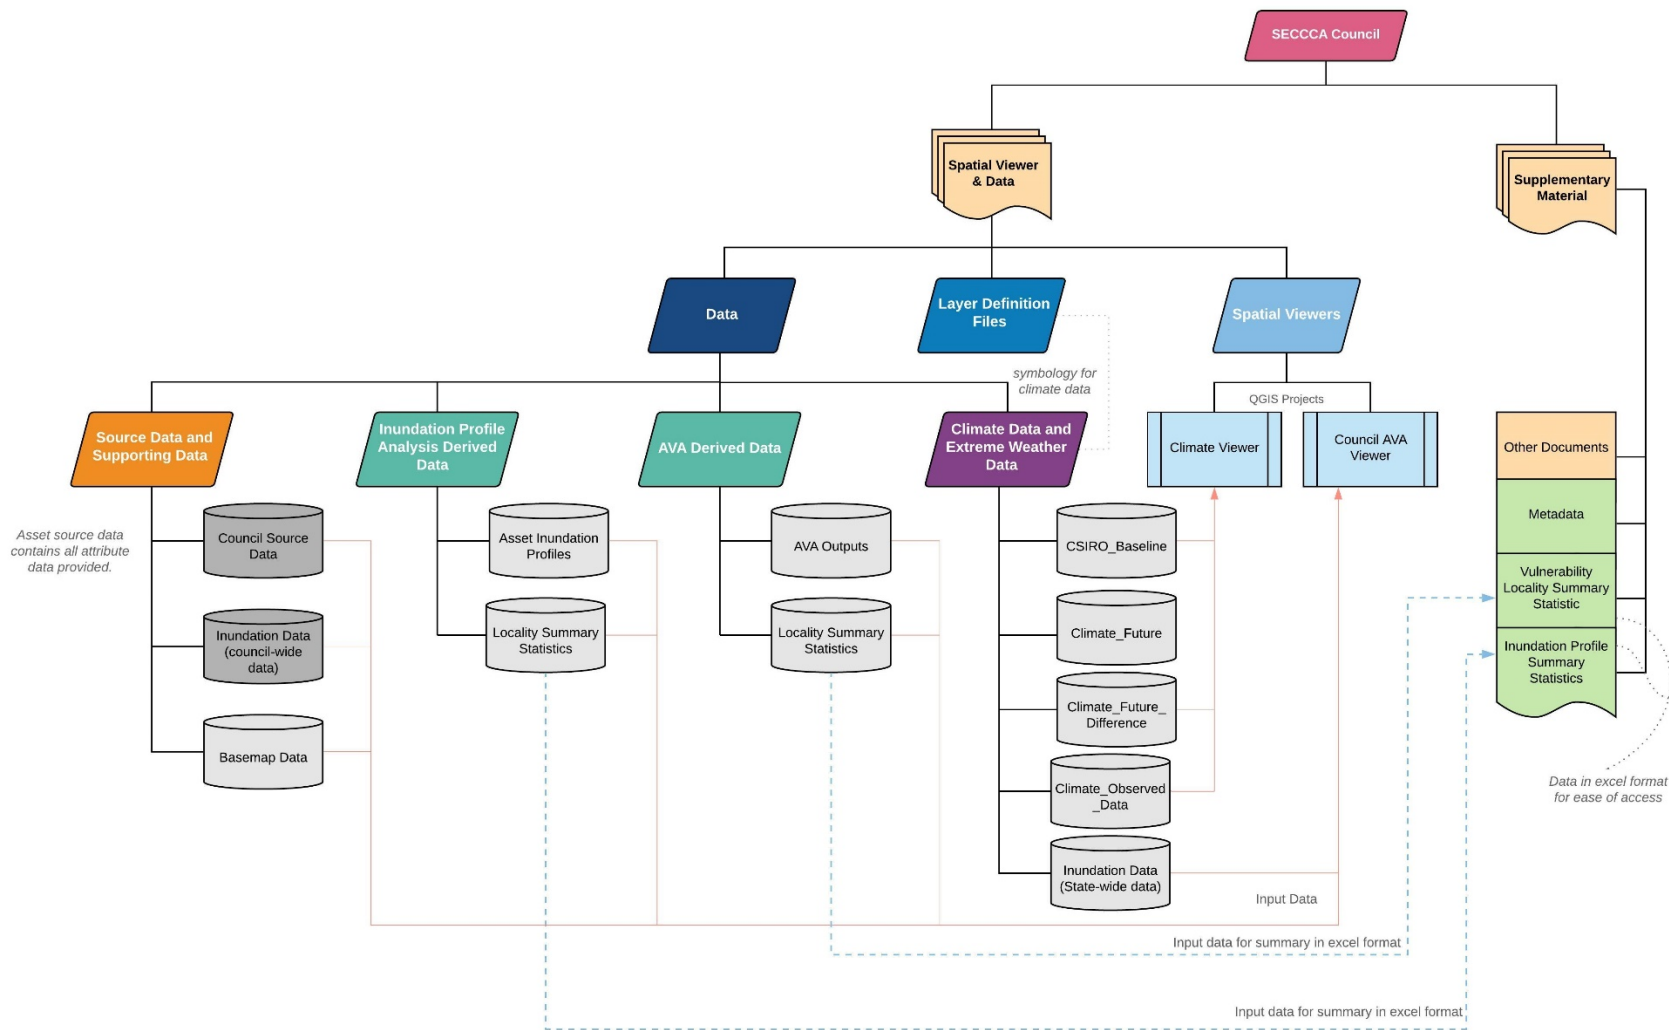 SECCCA Council
Spatial Viewer
& Data
Supplementary
Material
Data
Layer Definition
Files
Spatial Viewers
symbology for
climate data
QGIS Projects
Source Data and
Supporting Data
Inundation Profile
Analysis Derived
Data
AVA Derived Data
Climate Data and
Extreme Weather
Data
Climate Viewer
Council AVA
Viewer
Other Documents
Metadata
Vulnerability
Locality Summary
Statistic
Inundation Profile
Summary
Statistics
Asset source data
contains all attribute
data provided.
Council Source
Data
Inundation Data
(council-wide
data)
Basemap Data
Asset Inundation
Profiles
Locality Summary
Statistics
AVA Outputs
Locality Summary
Statistics
CSIRO_Baseline
Climate_Future
Climate_Future_
Difference
Climate_Observed
_Data
Inundation Data
(State-wide data)
Data in excel format
for ease of access
Input Data
Input data for summary in excel format
Input data for summary in excel format